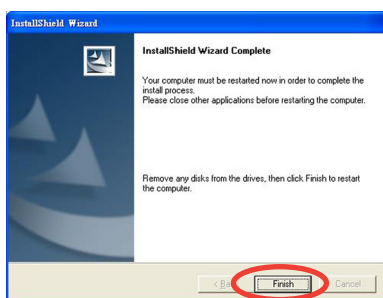 InstallShield Wizard
InstallShield Wizard Complete
Your computer must be restarted now in order to complete the
install process.
Please close other applications before restarting the computer.
Remove any disks from the drives, then click Finish to restart
the computer.
< Ba
Finish
Cancel